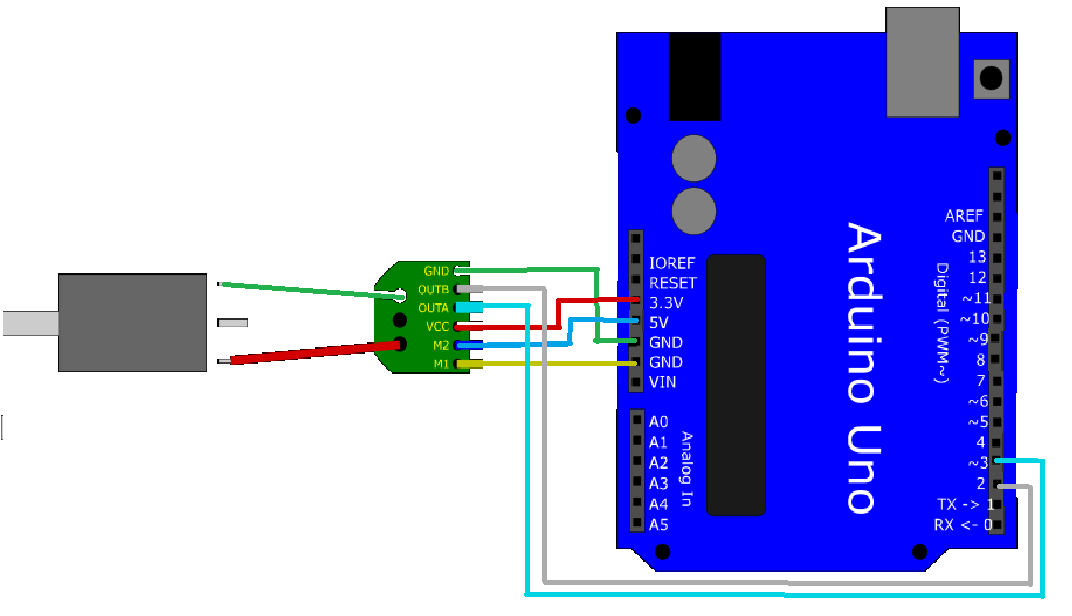 GND
OUTB
OUTA
VCC
M2
M1
IOREF
RESET
3.3V
5V
GND
GND
VIN
A0
A1
A2
A3
A4
A5
Analog In
Arduino Uno
Digital (PWM~)
AREF
GND
13
12
~11
~10
~9
8
7
~6
~5
4
~3
2
TX -> 1
RX <- 0